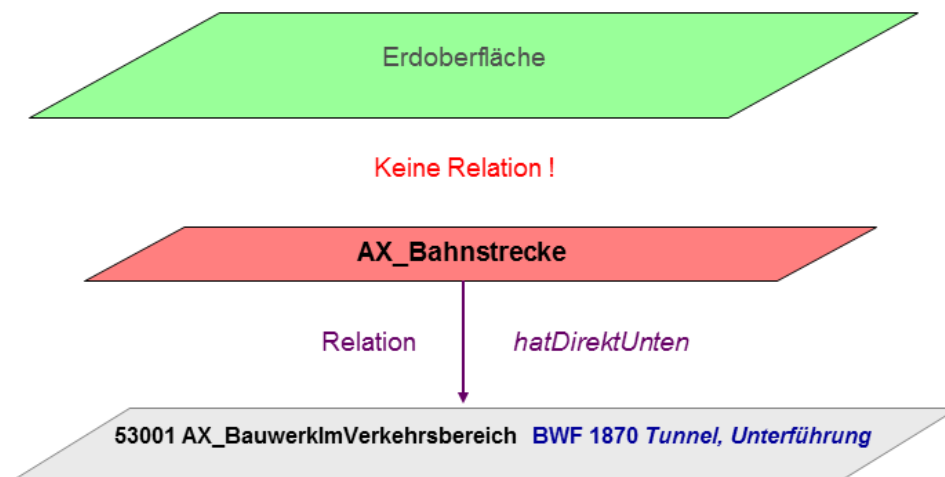 Erdoberfläche
Keine Relation !
AX_Bahnstrecke
Relation hatDirektUnten
53001 AX_BauwerkImVerkehrsbereich BWF 1870 Tunnel, Unterführung